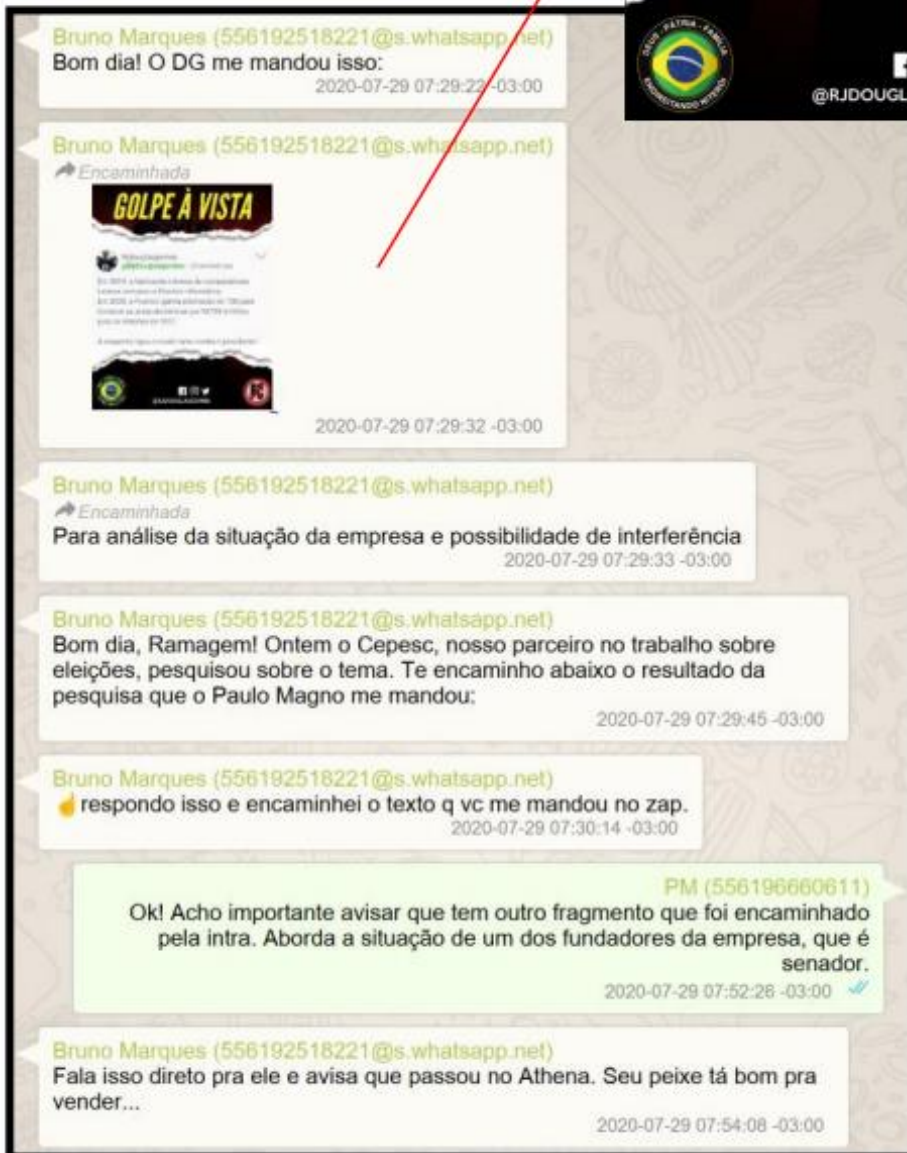 DEUS - PATRIA - FAMÍLIA
ENDIREITANDO NITERÓI
@RJDOUGL
Bruno Marques (556192518221@s.whatsapp.net)
Bom dia! O DG me mandou isso:
2020-07-29 07:29:22 -03:00
Bruno Marques (556192518221@s.whatsapp.net)
Encaminhada
GOLPE À VISTA
2020-07-29 07:29:32 -03:00
Bruno Marques (556192518221@s.whatsapp.net)
Encaminhada
Para análise da situação da empresa e possibilidade de interferência
2020-07-29 07:29:33 -03:00
Bruno Marques (556192518221@s.whatsapp.net)
Bom dia, Ramagem! Ontem o Cepesc, nosso parceiro no trabalho sobre
eleições, pesquisou sobre o tema. Te encaminho abaixo o resultado da
pesquisa que o Paulo Magno me mandou:
2020-07-29 07:29:45 -03:00
Bruno Marques (556192518221@s.whatsapp.net)
☝respondo isso e encaminhei o texto q vc me mandou no zap.
2020-07-29 07:30:14 -03:00
PM (556196660611)
Ok! Acho importante avisar que tem outro fragmento que foi encaminhado
pela intra. Aborda a situação de um dos fundadores da empresa, que é
senador.
2020-07-29 07:52:26 -03:00
Bruno Marques (556192518221@s.whatsapp.net)
Fala isso direto pra ele e avisa que passou no Athena. Seu peixe tá bom pra
vender...
2020-07-29 07:54:08 -03:00